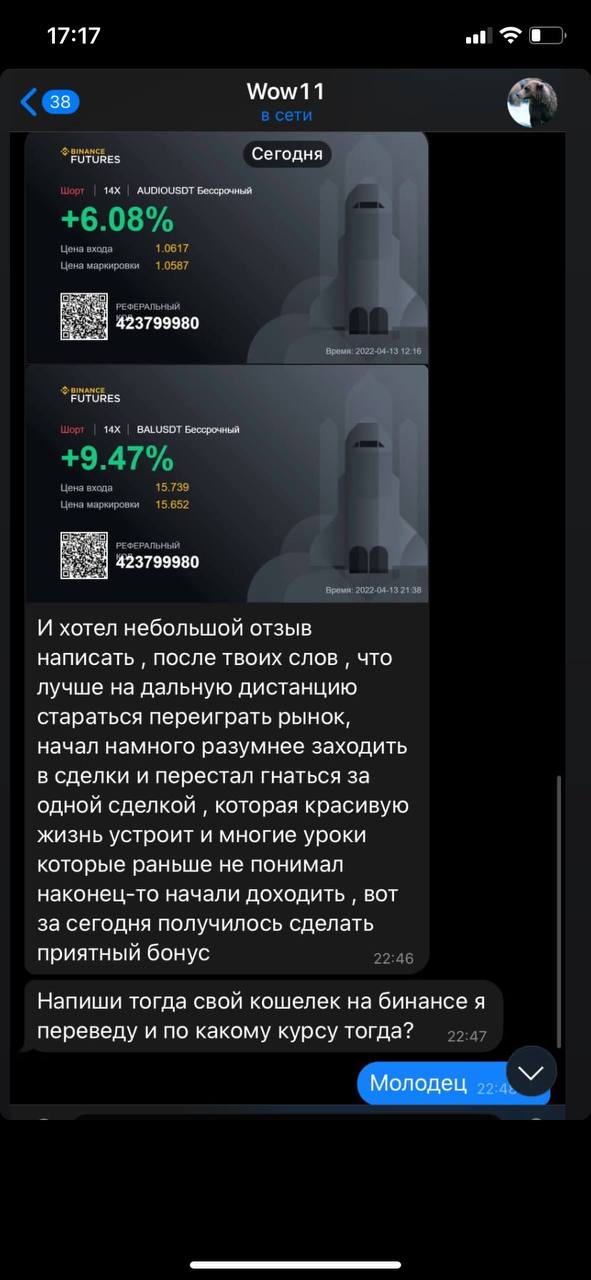 17:17
38
Wow11
в сети
Сегодня
BINANCE
FUTURES
Шорт | 14X | AUDIOUSDT Бессрочный
+6.08%
Цена входа 1.0617
Цена маркировки 1.0587
РЕФЕРАЛЬНЫЙ
КОД
423799980
Время: 2022-04-13 12:16
BINANCE
FUTURES
Шорт | 14X | BALUSDT Бессрочный
+9.47%
Цена входа 15.739
Цена маркировки 15.652
РЕФЕРАЛЬНЫЙ
КОД
423799980
Время: 2022-04-13 21:38
И хотел небольшой отзыв
написать , после твоих слов , что
лучше на дальную дистанцию
стараться переиграть рынок,
начал намного разумнее заходить
в сделки и перестал гнаться за
одной сделкой , которая красивую
жизнь устроит и многие уроки
которые раньше не понимал
наконец-то начали доходить , вот
за сегодня получилось сделать
приятный бонус
22:46
Напиши тогда свой кошелек на бинансе я
переведу и по какому курсу тогда? 22:47
Молодец 22:48